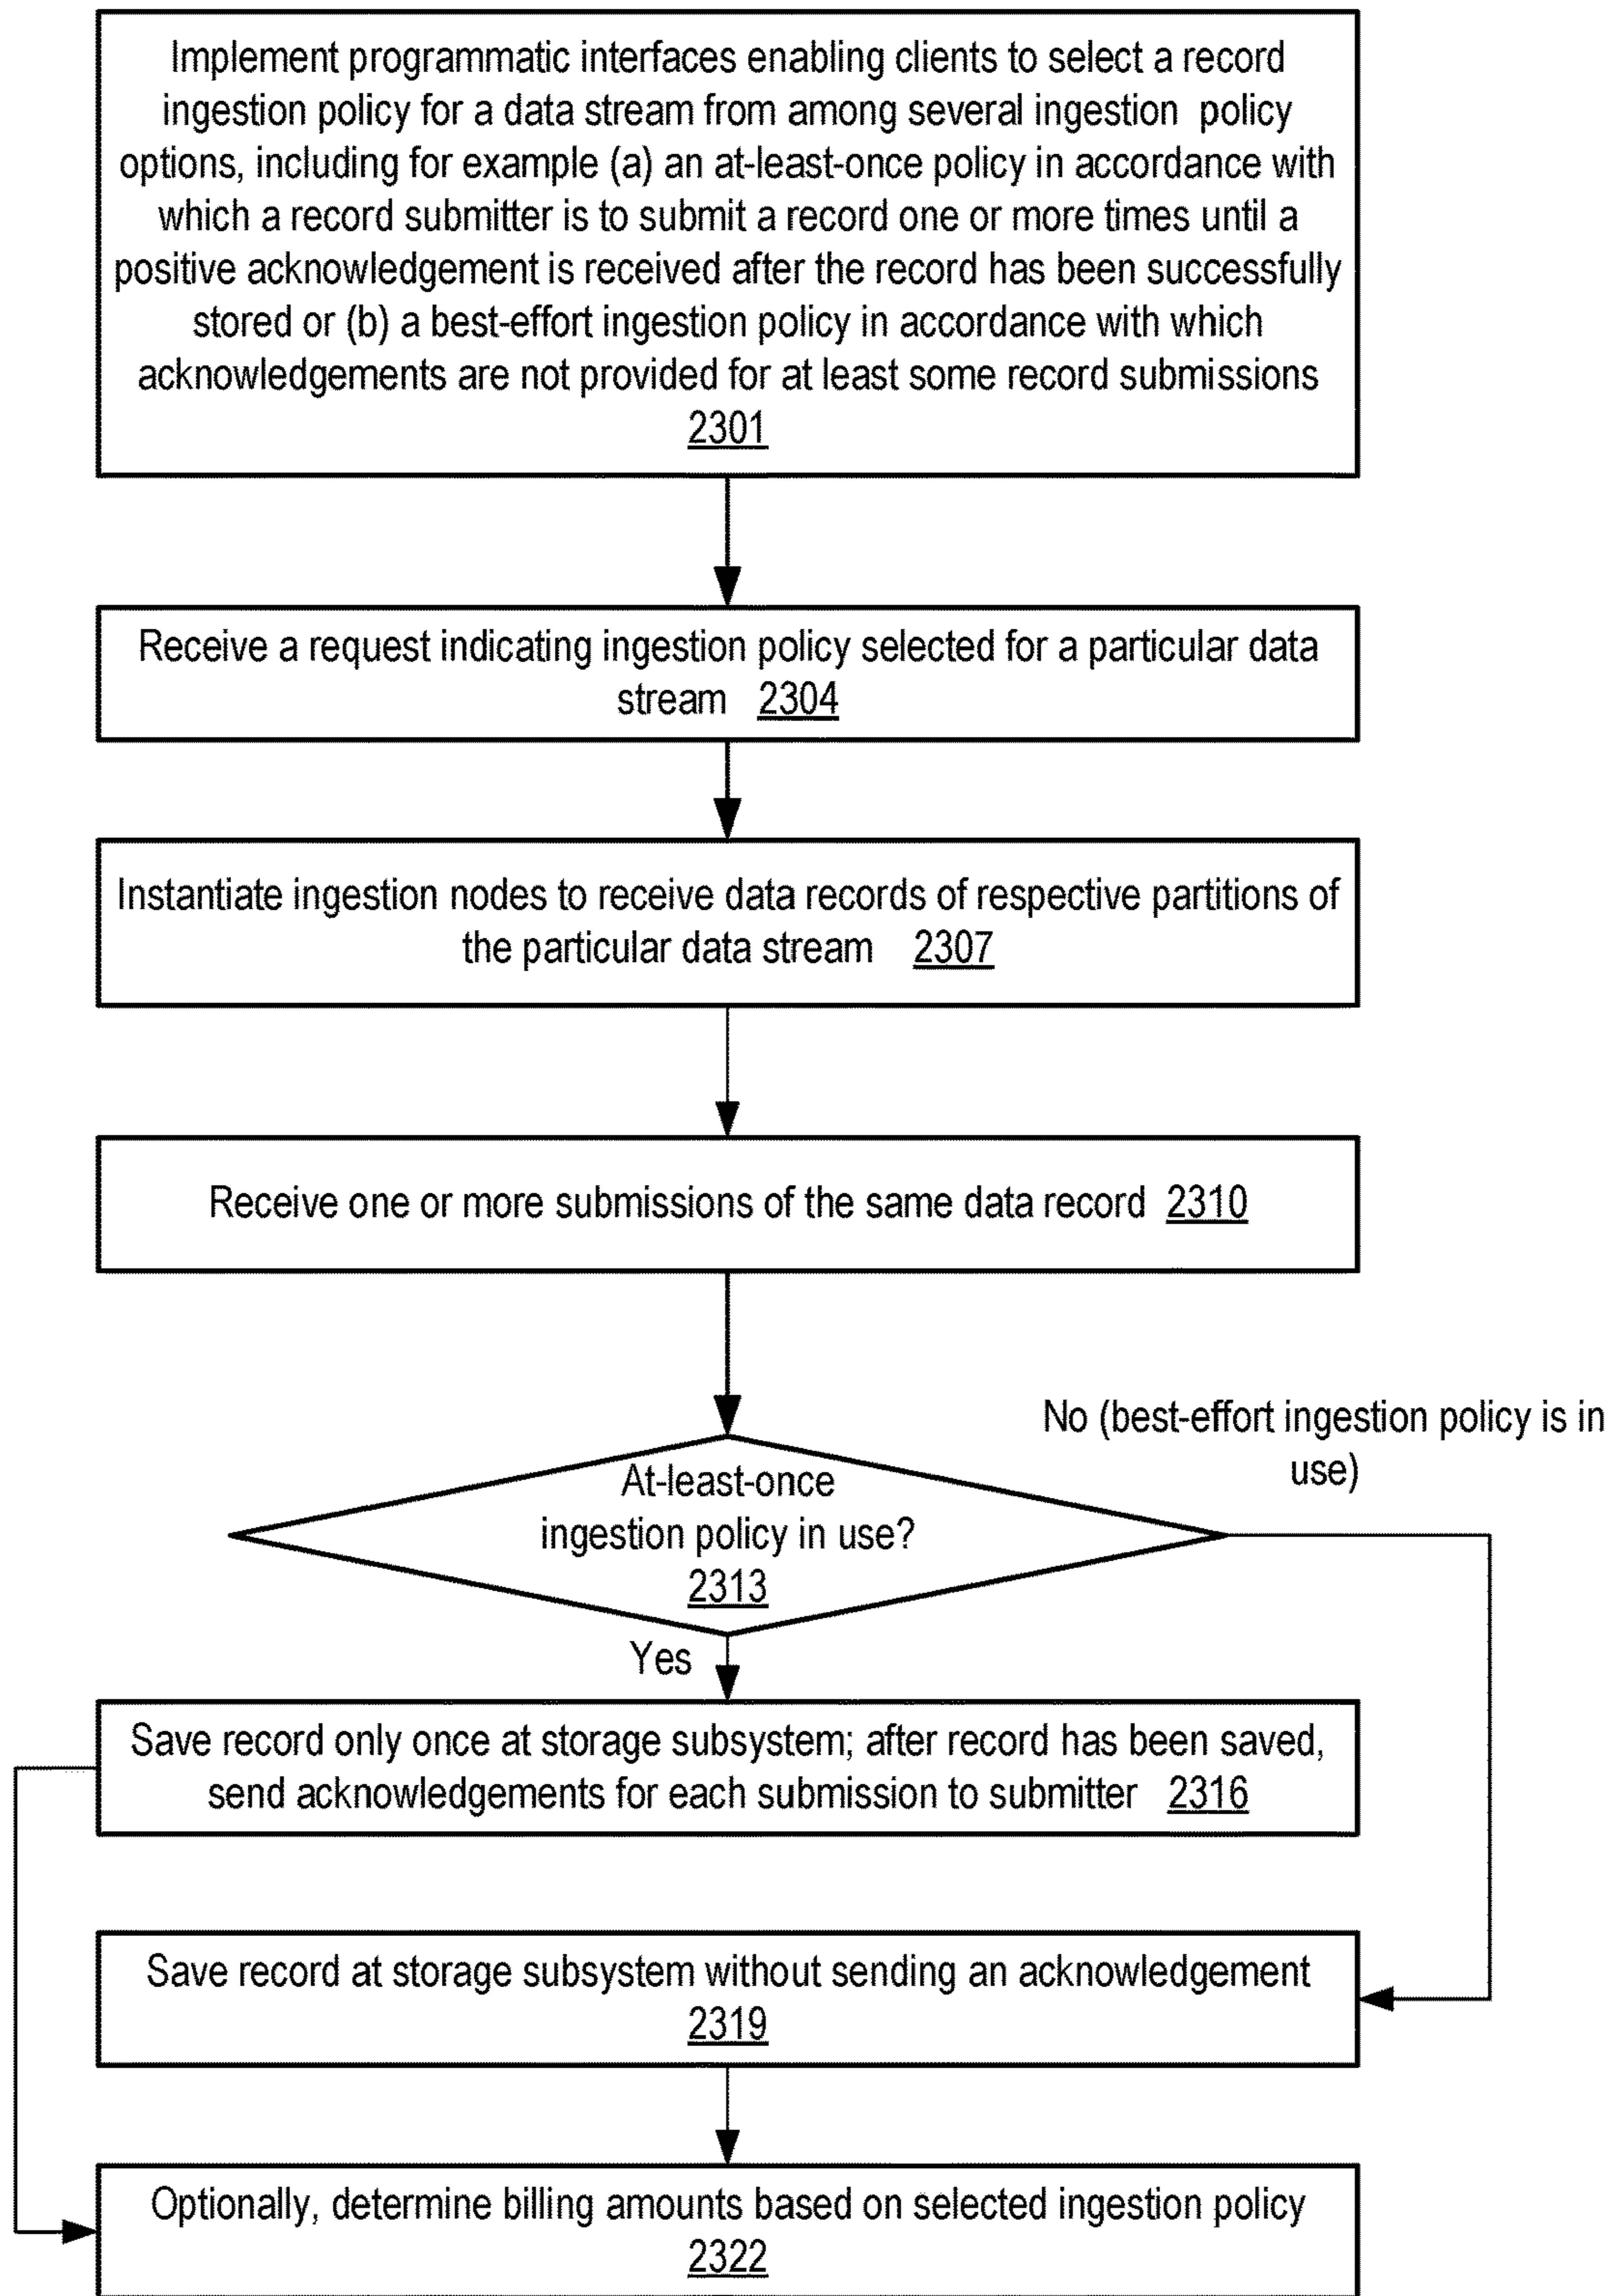 Implement programmatic interfaces enabling clients to select a record
ingestion policy for a data stream from among several ingestion policy
options, including for example (a) an at-least-once policy in accordance with
which a record submitter is to submit a record one or more times until a
positive acknowledgement is received after the record has been successfully
stored or (b) a best-effort ingestion policy in accordance with which
acknowledgements are not provided for at least some record submissions
2301
Receive a request indicating ingestion policy selected for a particular data
stream 2304
Instantiate ingestion nodes to receive data records of respective partitions of
the particular data stream 2307
Receive one or more submissions of the same data record 2310
No (best-effort ingestion policy is in
use)
At-least-once
ingestion policy in use?
2313
Yes
Save record only once at storage subsystem; after record has been saved,
send acknowledgements for each submission to submitter 2316
Save record at storage subsystem without sending an acknowledgement
2319
Optionally, determine billing amounts based on selected ingestion policy
2322